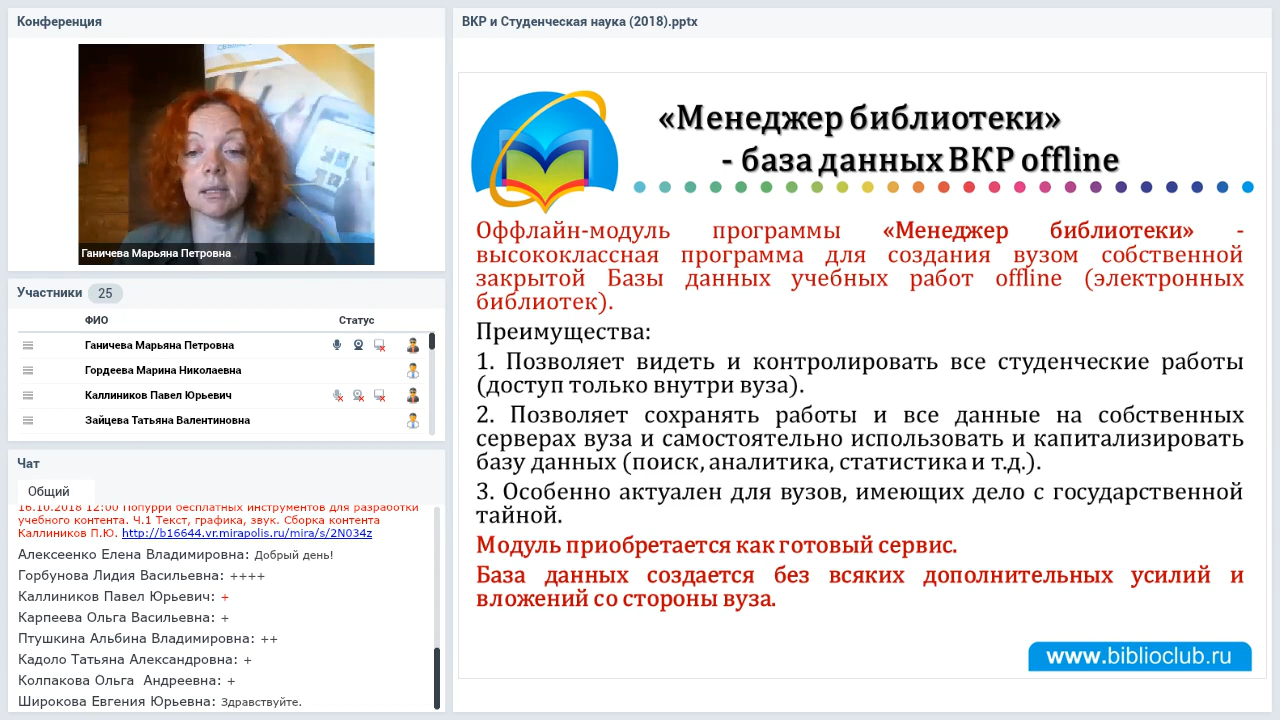 Конференция
Ганичева Марьяна Петровна
Участники 25
ФИО Статус
Ганичева Марьяна Петровна
Гордеева Марина Николаевна
Каллиников Павел Юрьевич
Зайцева Татьяна Валентиновна
Чат
Общий
16.10.2018 12:00 Попурри бесплатных инструментов для разработки
учебного контента. Ч.1 Текст, графика, звук. Сборка контента
Каллиников П.Ю. http://b16644.vr.mirapolis.ru/mira/s/2N034z
Алексеенко Елена Владимировна: Добрый день!
Горбунова Лидия Васильевна: ++++
Каллиников Павел Юрьевич: +
Карпеева Ольга Васильевна: +
Птушкина Альбина Владимировна: ++
Кадоло Татьяна Александровна: +
Колпакова Ольга Андреевна: +
Широкова Евгения Юрьевна: Здравствуйте.
ВКР и Студенческая наука (2018).pptx
«Менеджер библиотеки»
- база данных ВКР offline
Оффлайн-модуль программы «Менеджер библиотеки» -
высококлассная программа для создания вузом собственной
закрытой Базы данных учебных работ offline (электронных
библиотек).
Преимущества:
1. Позволяет видеть и контролировать все студенческие работы
(доступ только внутри вуза).
2. Позволяет сохранять работы и все данные на собственных
серверах вуза и самостоятельно использовать и капитализировать
базу данных (поиск, аналитика, статистика и т.д.).
3. Особенно актуален для вузов, имеющих дело с государственной
тайной.
Модуль приобретается как готовый сервис.
База данных создается без всяких дополнительных усилий и
вложений со стороны вуза.
www.biblioclub.ru